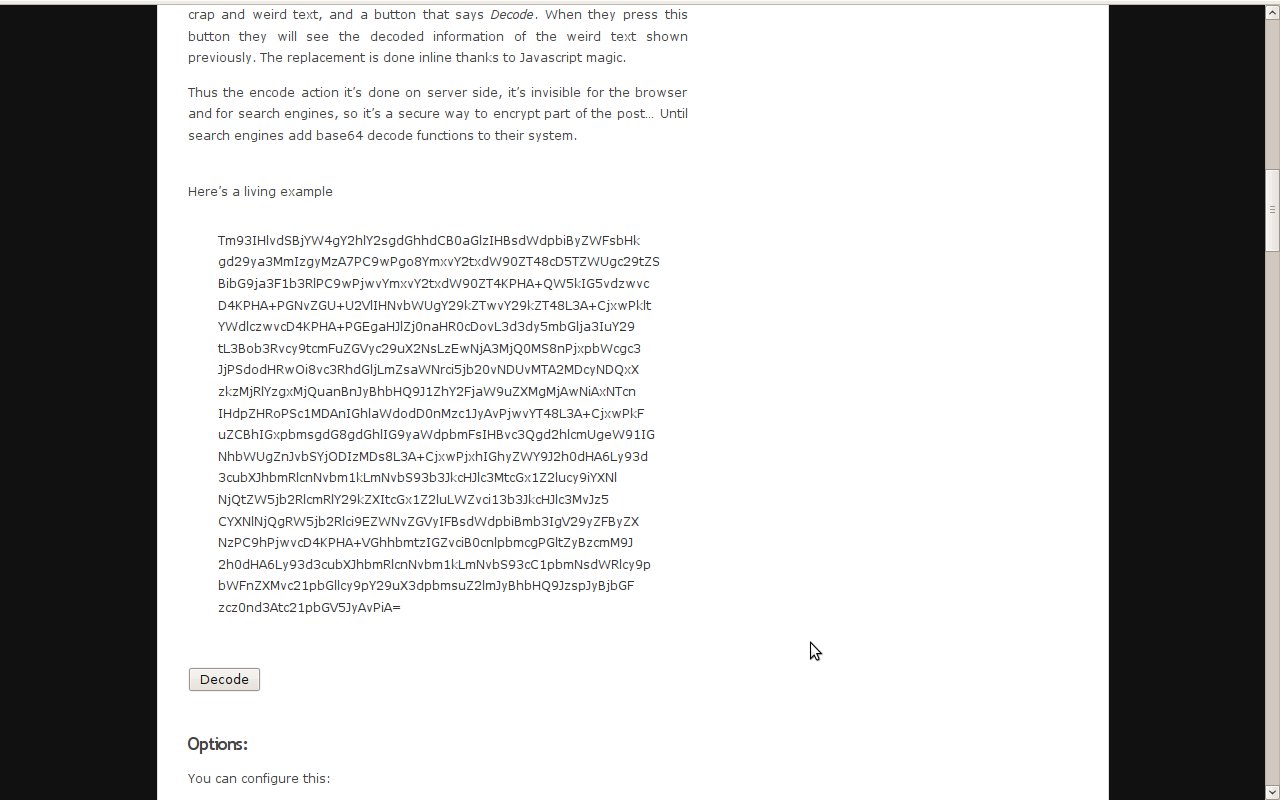 crap and weird text, and a button that says Decode. When they press this
button they will see the decoded information of the weird text shown
previously. The replacement is done inline thanks to Javascript magic.
Thus the encode action it’s done on server side, it’s invisible for the browser
and for search engines, so it’s a secure way to encrypt part of the post… Until
search engines add base64 decode functions to their system.
Here’s a living example
Tm93IHlvdSBjYW4gY2hlY2sgdGhhdCB0aGlzIHBsdWdpbiByZWFsbHk
gd29ya3MmIzgyMzA7PC9wPgo8YmxvY2txdW90ZT48cD5TZWUgc29tZS
BibG9ja3F1b3RlPC9wPjwvYmxvY2txdW90ZT4KPHA+QW5kIG5vdzwvc
D4KPHA+PGNvZGU+U2VlIHNvbWUgY29kZTwvY29kZT48L3A+CjxwPklt
YWdlczwvcD4KPHA+PGEgaHJlZj0naHR0cDovL3d3dy5mbGlja3IuY29
tL3Bob3Rvcy9tcmFuZGVyc29uX2NsLzEwNjA3MjQ0MS8nPjxpbWcgc3
JjPSdodHRwOi8vc3RhdGljLmZsaWNrci5jb20vNDUvMTA2MDcyNDQxX
zkzMjRlYzgxMjQuanBnJyBhbHQ9J1ZhY2FjaW9uZXMgMjAwNiAxNTcn
IHdpZHRoPSc1MDAnIGhlaWdodD0nMzc1JyAvPjwvYT48L3A+CjxwPkF
uZCBhIGxpbmsgdG8gdGhlIG9yaWdpbmFsIHBvc3Qgd2hlcmUgeW91IG
NhbWUgZnJvbSYjODIzMDs8L3A+CjxwPjxhIGhyZWY9J2h0dHA6Ly93d
3cubXJhbmRlcnNvbm1kLmNvbS93b3JkcHJlc3MtcGx1Z2lucy9iYXNl
NjQtZW5jb2RlcmRlY29kZXItcGx1Z2luLWZvci13b3JkcHJlc3MvJz5
CYXNlNjQgRW5jb2Rlci9EZWNvZGVyIFBsdWdpbiBmb3IgV29yZFByZX
NzPC9hPjwvcD4KPHA+VGhhbmtzIGZvciB0cnlpbmcgPGltZyBzcmM9J
2h0dHA6Ly93d3cubXJhbmRlcnNvbm1kLmNvbS93cC1pbmNsdWRlcy9p
bWFnZXMvc21pbGllcy9pY29uX3dpbmsuZ2lmJyBhbHQ9JzspJyBjbGF
zcz0nd3Atc21pbGV5JyAvPiA=
Decode
Options:
You can configure this: